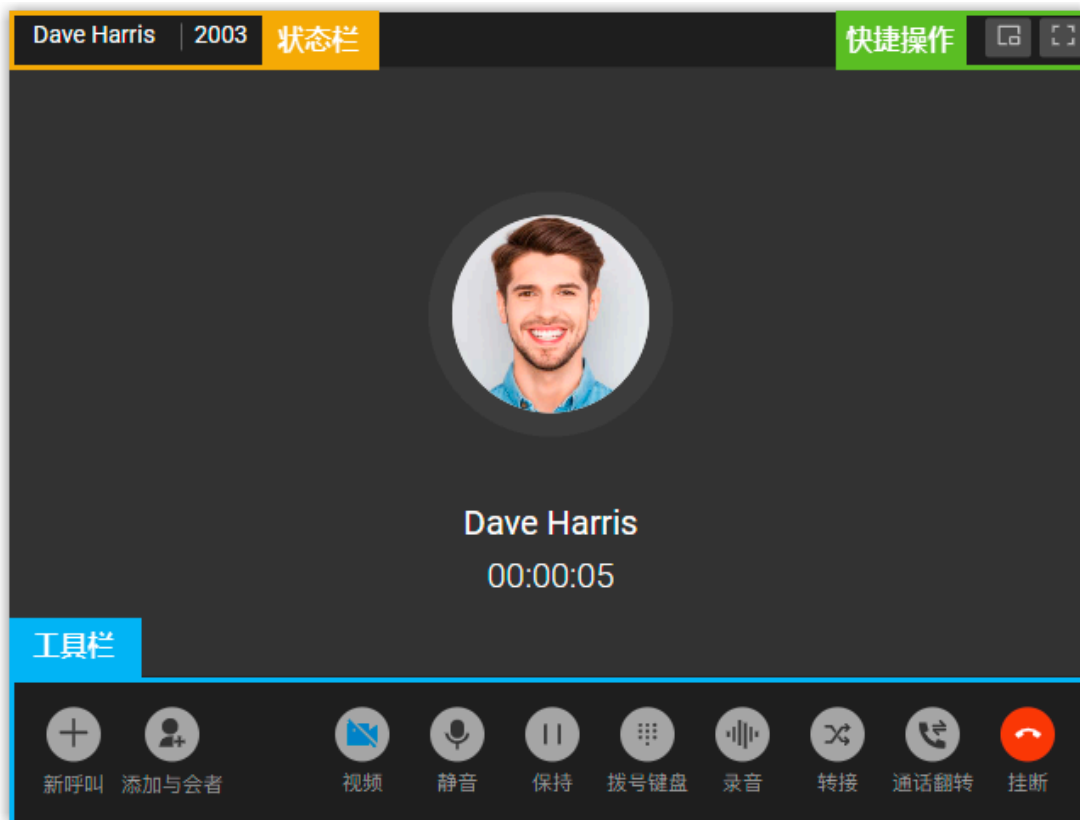 Dave Harris 2003 状态栏 快捷操作
Dave Harris
00:00:05
工具栏
新呼叫 添加与会者 视频 静音 保持 拨号键盘 录音 转接 通话翻转 挂断